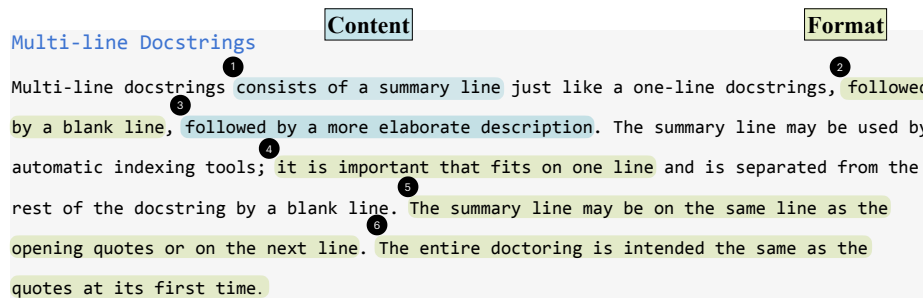 Content
Format
Multi-line Docstrings
1
2
Multi-line docstrings consists of a summary line just like a one-line docstrings, followed
3
by a blank line, followed by a more elaborate description. The summary line may be used by
4
automatic indexing tools; it is important that fits on one line and is separated from the
5
rest of the docstring by a blank line. The summary line may be on the same line as the
6
opening quotes or on the next line. The entire doctoring is intended the same as the
quotes at its first time.